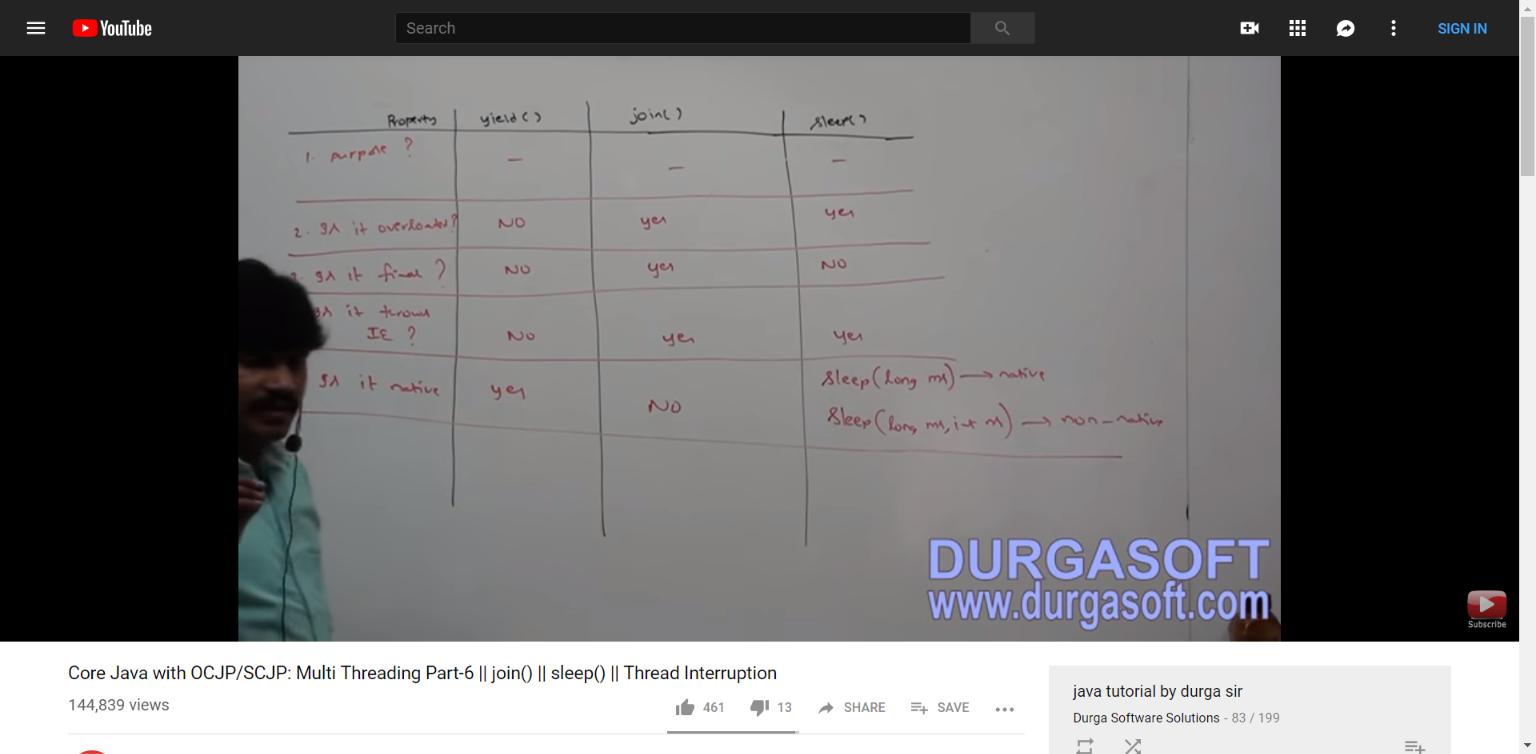 YouTube
Search
SIGN IN
Property yield() join() sleep()
1. purpose ? – – –
2. Is it overloaded? NO yes yes
Is it final ? NO yes NO
Is it throws
IE ? NO yes yes
Is it native yes NO sleep(long ms) → native
sleep(long ms, int ns) → non-native
DURGASOFT
www.durgasoft.com
Subscribe
Core Java with OCJP/SCJP: Multi Threading Part-6 || join() || sleep() || Thread Interruption
144,839 views
461 13 SHARE SAVE
java tutorial by durga sir
Durga Software Solutions - 83 / 199